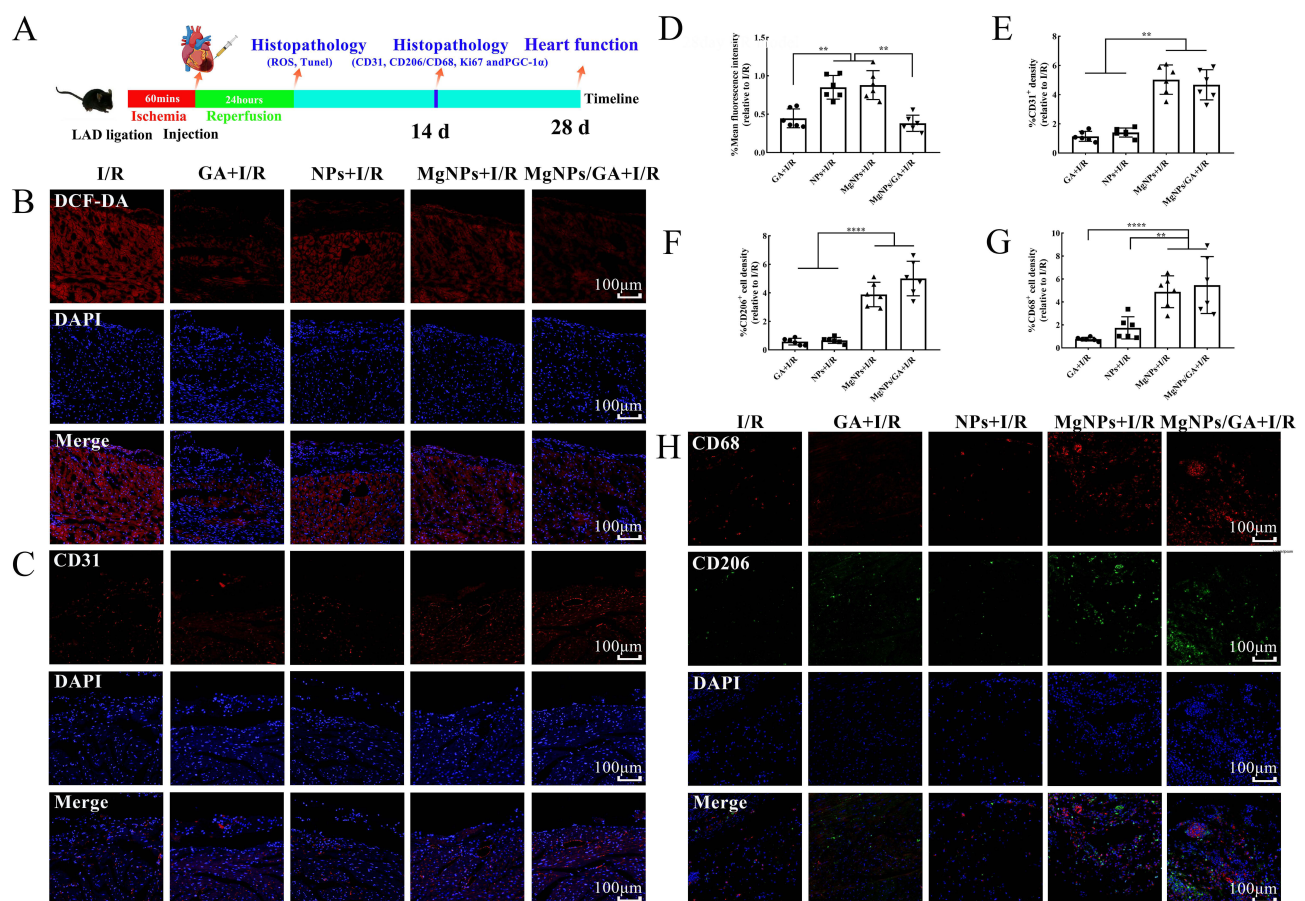 A
Histopathology
(ROS, Tunel)
Histopathology
(CD31, CD206/CD68, Ki67 andPGC-1α)
Heart function
60mins
24hours
Timeline
Ischemia
Reperfusion
LAD ligation
Injection
14 d
28 d
I/R
GA+I/R
NPs+I/R
MgNPs+I/R
MgNPs/GA+I/R
B
DCF-DA
100μm
DAPI
100μm
Merge
100μm
C
CD31
100μm
DAPI
100μm
Merge
100μm
D
%Mean fluorescence intensity
(relative to I/R)
1.5
1.0
0.5
0.0
**
**
GA+I/R
NPs+I/R
MgNPs+I/R
MgNPs/GA+I/R
E
%CD31+ density
(relative to I/R)
8
6
4
2
0
**
GA+I/R
NPs+I/R
MgNPs+I/R
MgNPs/GA+I/R
F
%CD206+ cell density
(relative to I/R)
8
6
4
2
0
****
GA+I/R
NPs+I/R
MgNPs+I/R
MgNPs/GA+I/R
G
%CD68+ cell density
(relative to I/R)
10
8
6
4
2
0
****
**
GA+I/R
NPs+I/R
MgNPs+I/R
MgNPs/GA+I/R
H
I/R
GA+I/R
NPs+I/R
MgNPs+I/R
MgNPs/GA+I/R
CD68
100μm
CD206
100μm
DAPI
100μm
Merge
100μm